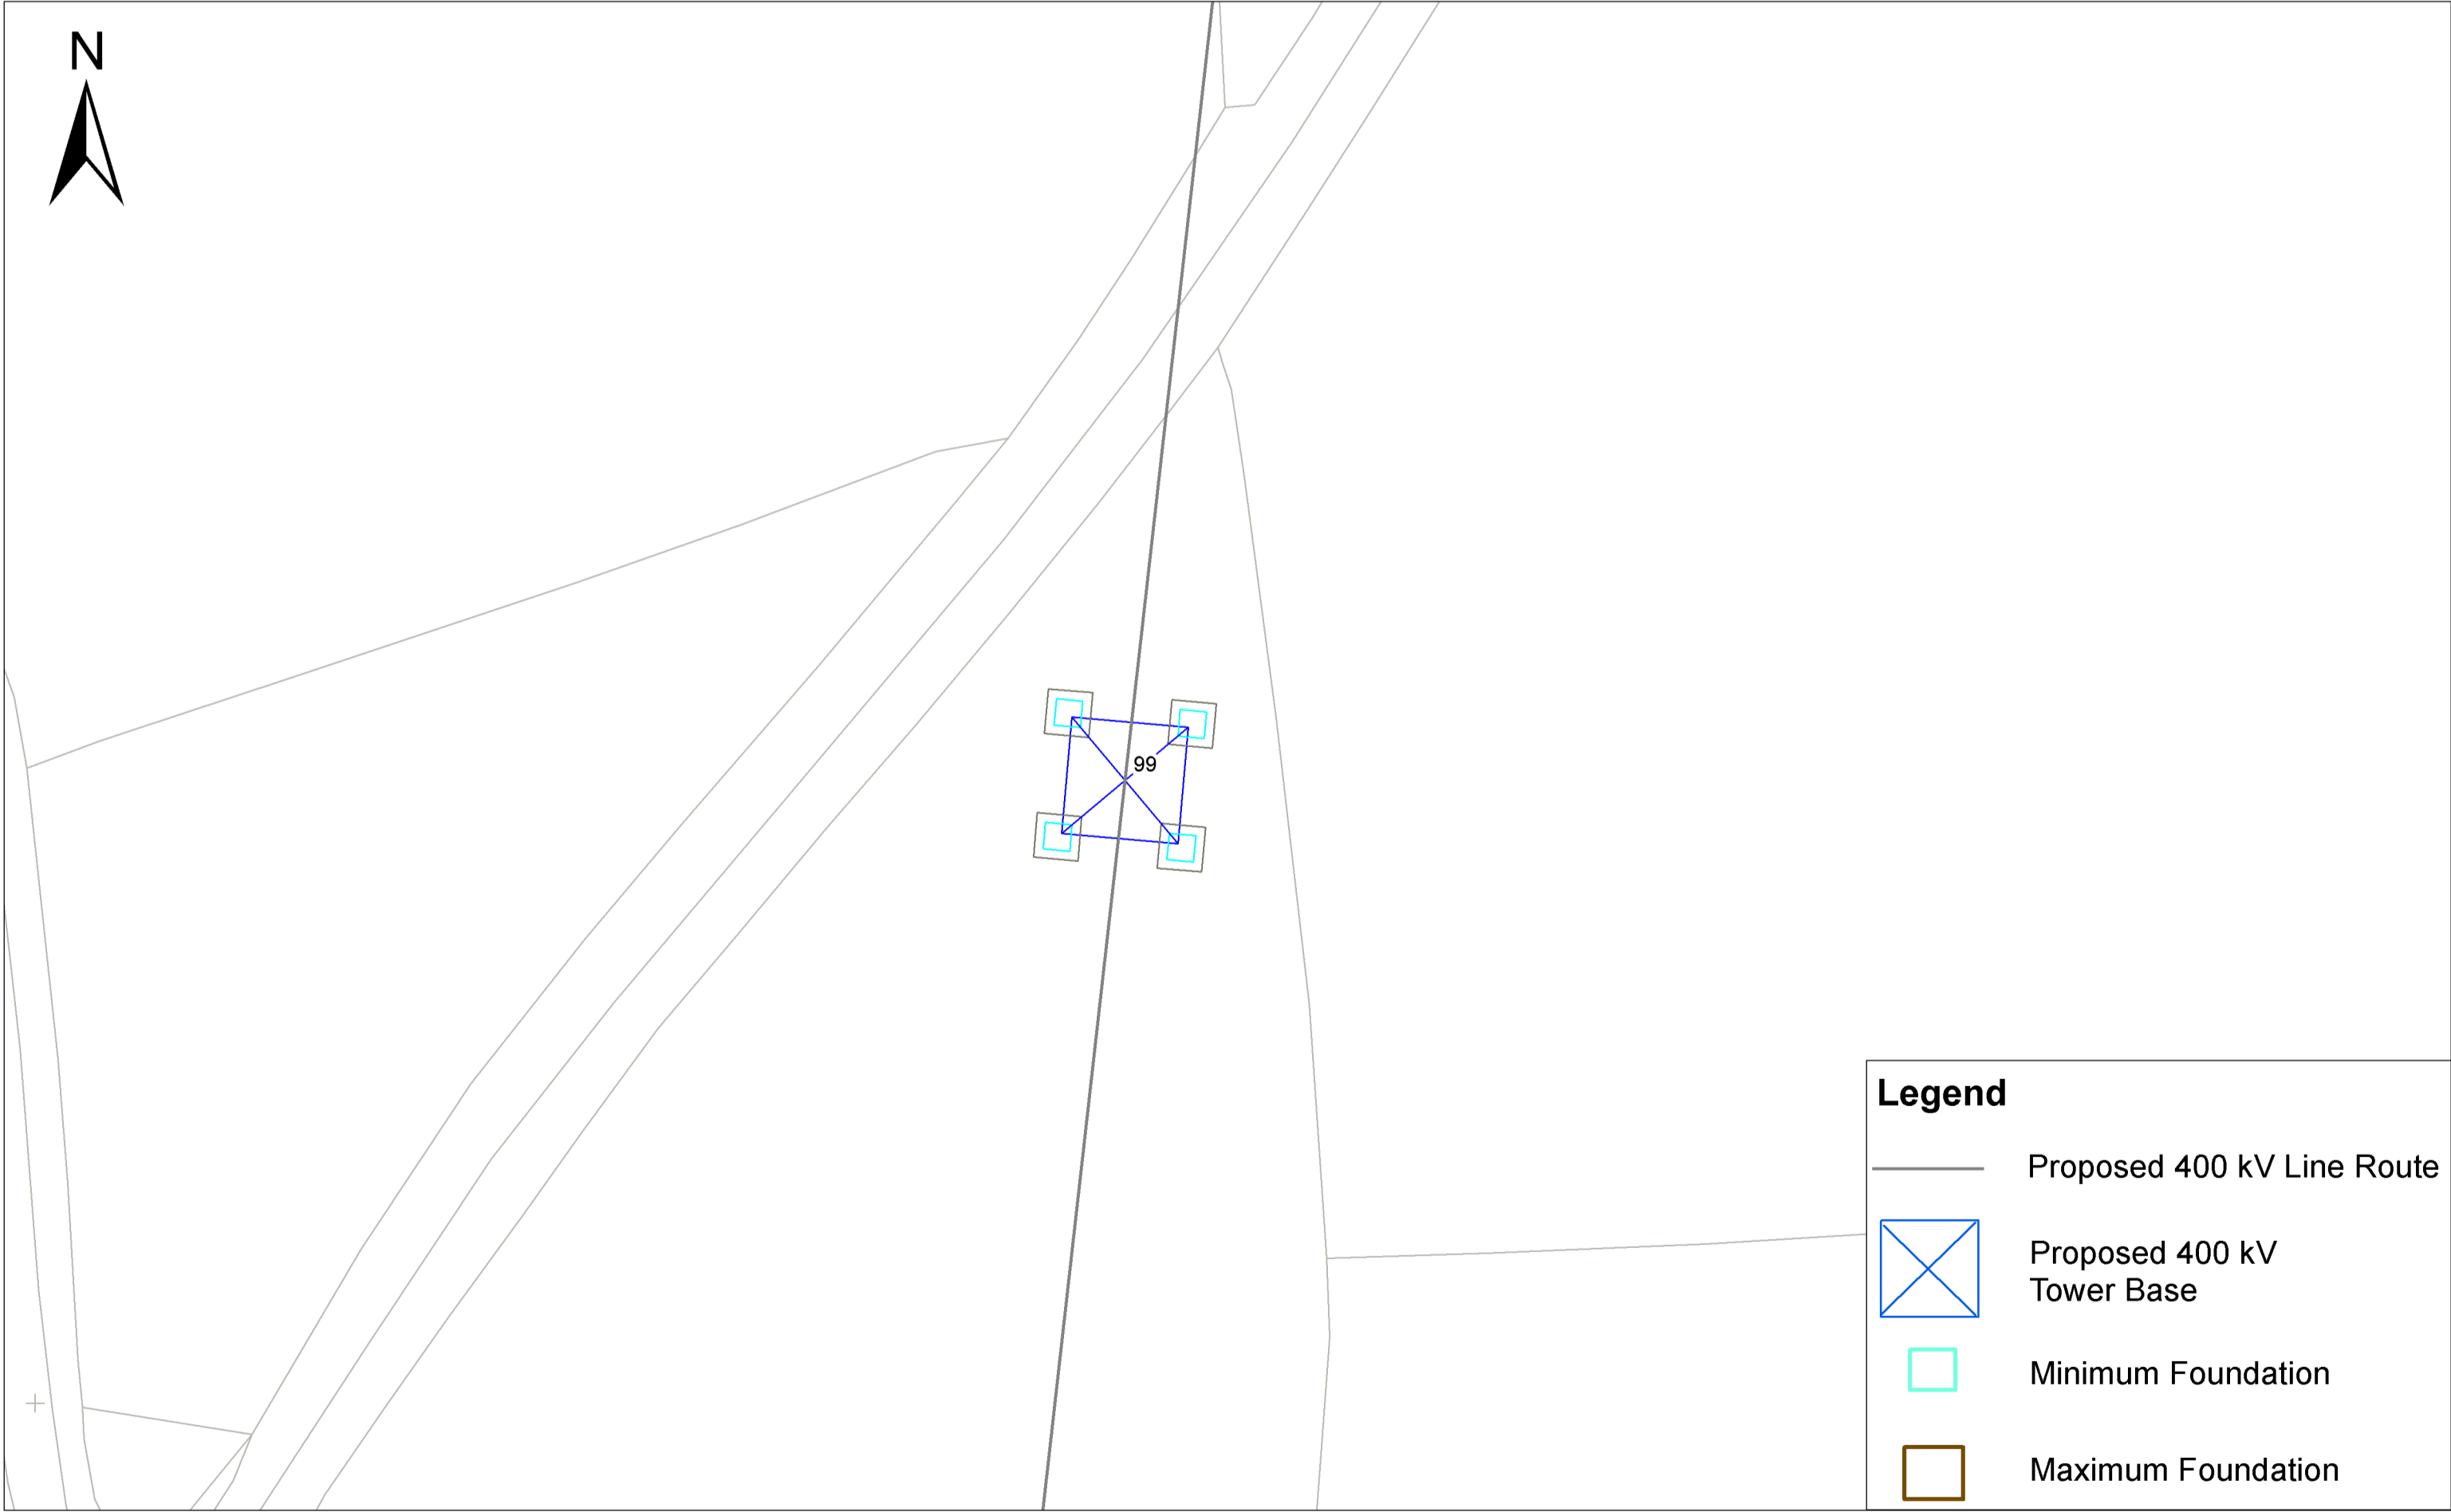 N
99
Legend
Proposed 400 kV Line Route
Proposed 400 kV
Tower Base
Minimum Foundation
Maximum Foundation